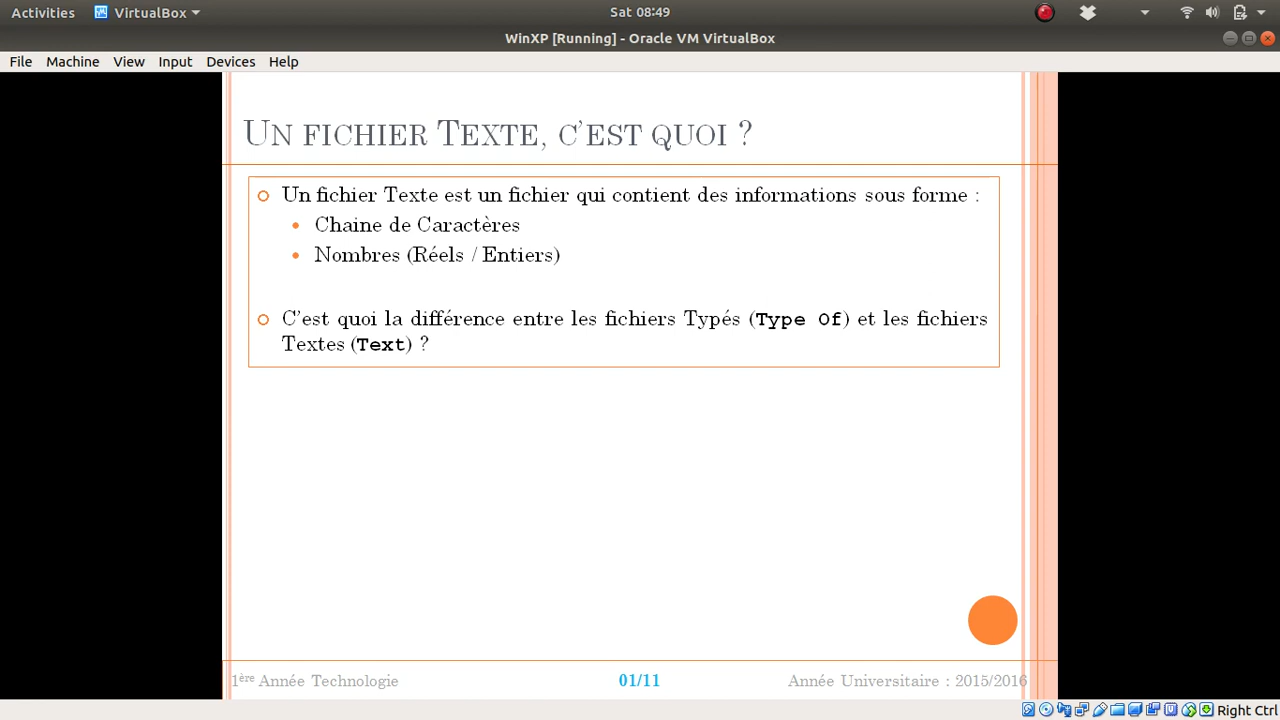 Activities VirtualBox Sat 08:49
WinXP [Running] - Oracle VM VirtualBox
File Machine View Input Devices Help
Un fichier Texte, c'est quoi ?
Un fichier Texte est un fichier qui contient des informations sous forme :
Chaine de Caractères
Nombres (Réels / Entiers)
C'est quoi la différence entre les fichiers Typés (Type Of) et les fichiers
Textes (Text) ?
1ère Année Technologie 01/11 Année Universitaire : 2015/2016
Right Ctrl